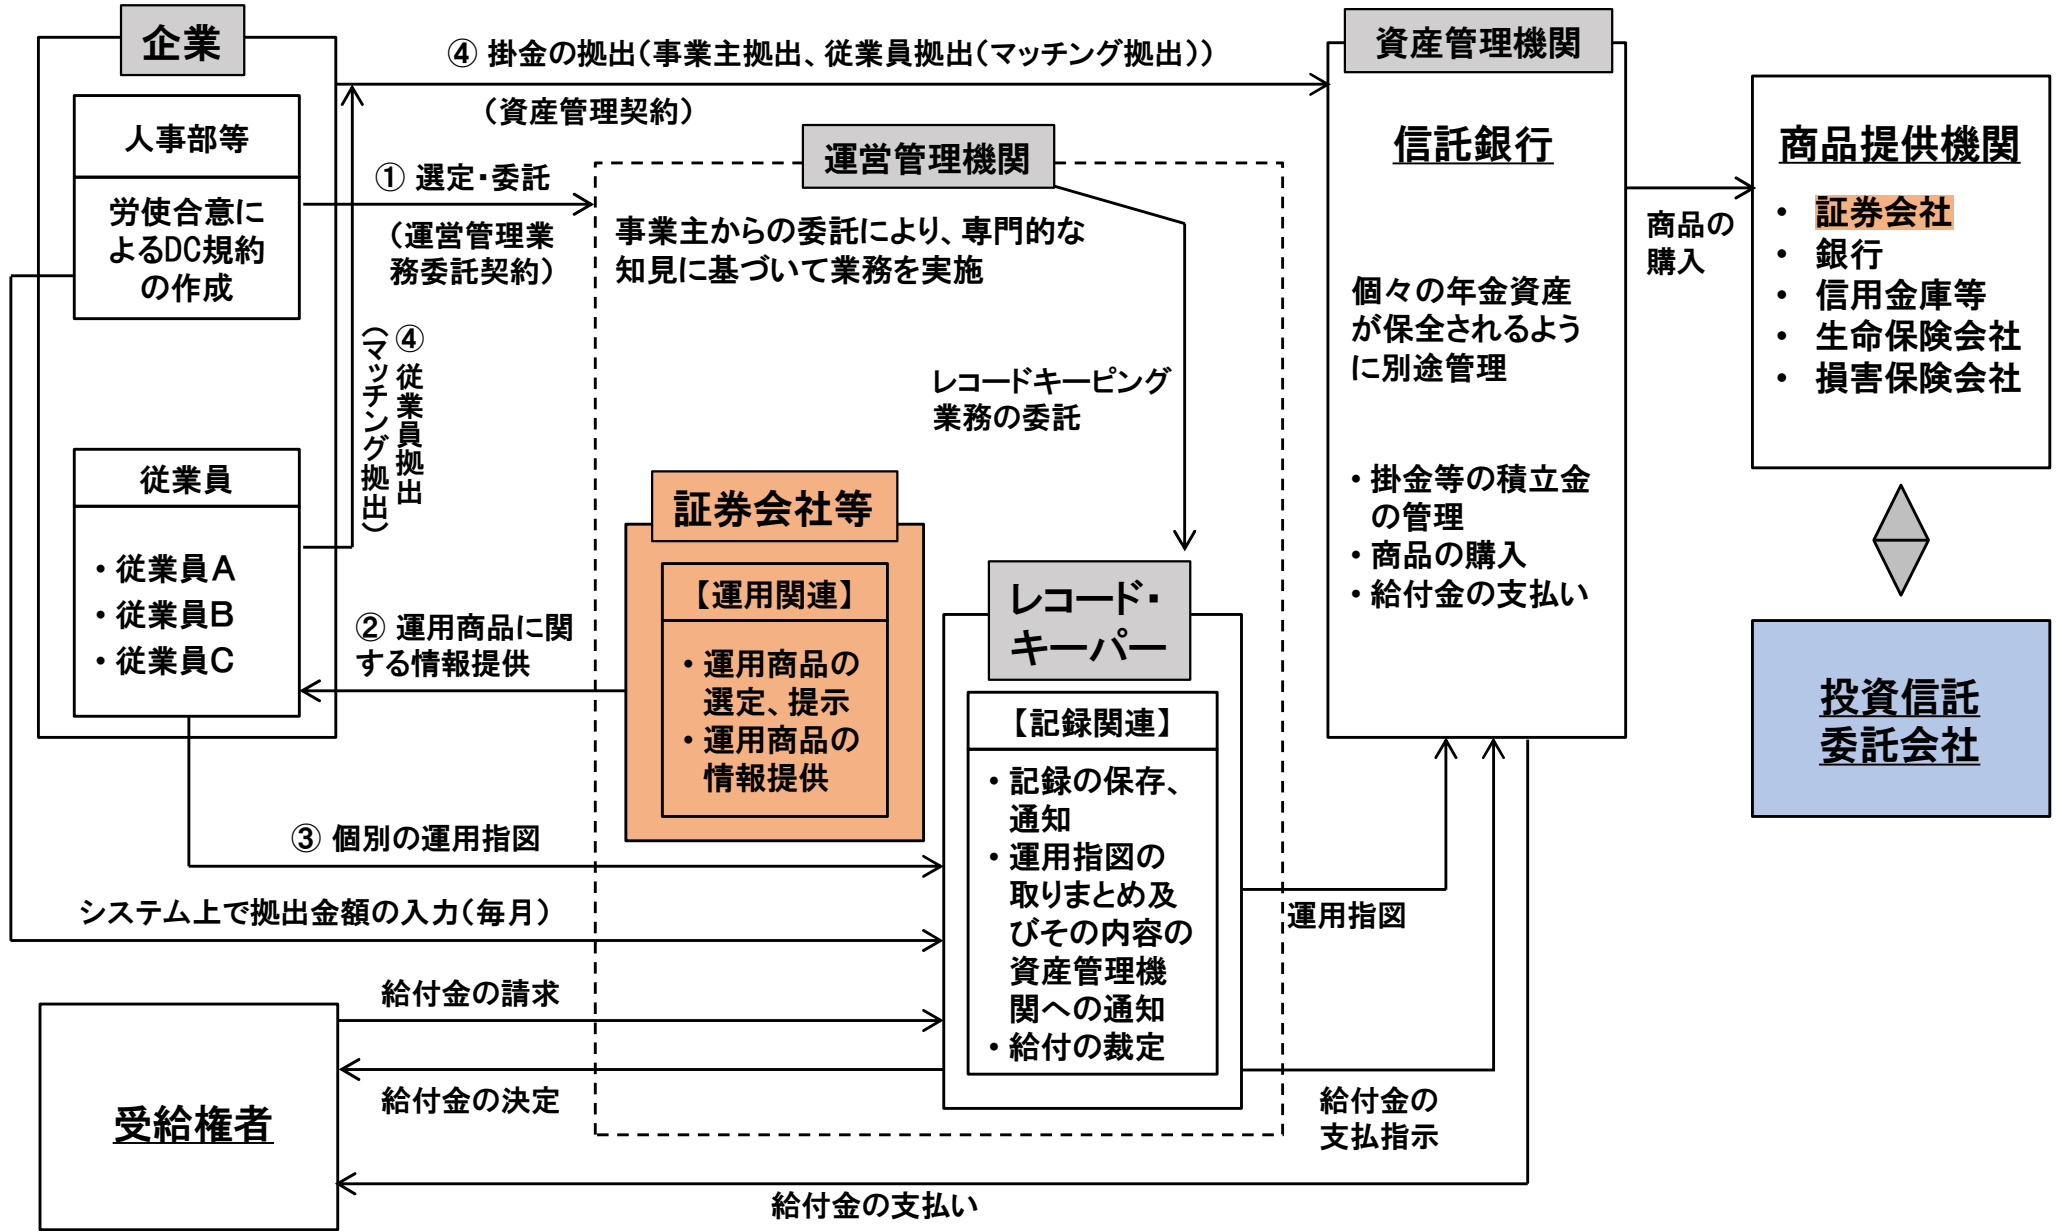 企業
人事部等
労使合意に
よるDC規約
の作成
従業員
・従業員A
・従業員B
・従業員C
④ 掛金の拠出（事業主拠出、従業員拠出（マッチング拠出））
（資産管理契約）
① 選定・委託
（運営管理業
務委託契約）
④ 従業員拠出
（マッチング拠出）
② 運用商品に関
する情報提供
③ 個別の運用指図
システム上で拠出金額の入力（毎月）
運営管理機関
事業主からの委託により、専門的な
知見に基づいて業務を実施
レコードキーピング
業務の委託
証券会社等
【運用関連】
・運用商品の
選定、提示
・運用商品の
情報提供
レコード・
キーパー
【記録関連】
・記録の保存、
通知
・運用指図の
取りまとめ及
びその内容の
資産管理機
関への通知
・給付の裁定
資産管理機関
信託銀行
個々の年金資産
が保全されるよう
に別途管理
・掛金等の積立金
の管理
・商品の購入
・給付金の支払い
商品の
購入
商品提供機関
• 証券会社
• 銀行
• 信用金庫等
• 生命保険会社
• 損害保険会社
投資信託
委託会社
運用指図
給付金の
支払指示
受給権者
給付金の請求
給付金の決定
給付金の支払い